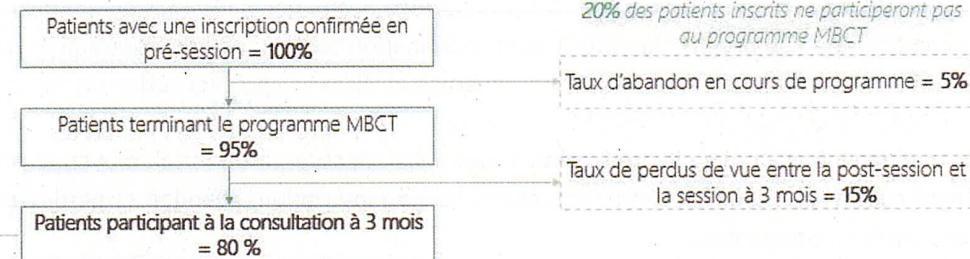 20% des patients inscrits ne participeront pas
au programme MBCT
Patients avec une inscription confirmée en
pré-session = 100%
Taux d'abandon en cours de programme = 5%
Patients terminant le programme MBCT
= 95%
Taux de perdus de vue entre la post-session et
la session à 3 mois = 15%
Patients participant à la consultation à 3 mois
= 80 %